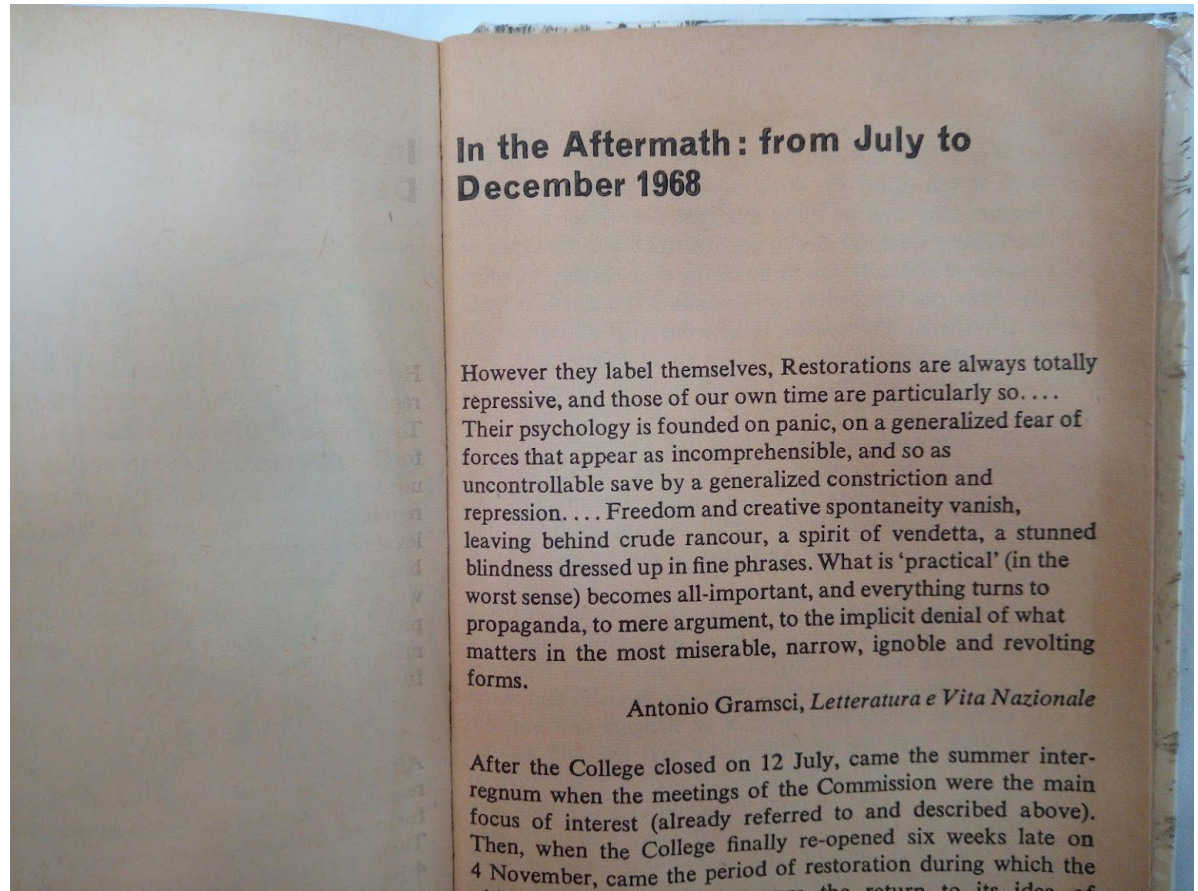 In the Aftermath: from July to
December 1968
However they label themselves, Restorations are always totally
repressive, and those of our own time are particularly so....
Their psychology is founded on panic, on a generalized fear of
forces that appear as incomprehensible, and so as
uncontrollable save by a generalized constriction and
repression.... Freedom and creative spontaneity vanish,
leaving behind crude rancour, a spirit of vendetta, a stunned
blindness dressed up in fine phrases. What is ‘practical’ (in the
worst sense) becomes all-important, and everything turns to
propaganda, to mere argument, to the implicit denial of what
matters in the most miserable, narrow, ignoble and revolting
forms.
Antonio Gramsci, Letteratura e Vita Nazionale
After the College closed on 12 July, came the summer inter-
regnum when the meetings of the Commission were the main
focus of interest (already referred to and described above).
Then, when the College finally re-opened six weeks late on
4 November, came the period of restoration during which the
the return to its idea of